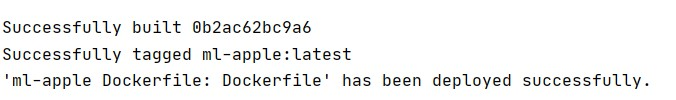 Successfully built 0b2ac62bc9a6
Successfully tagged ml-apple:latest
'ml-apple Dockerfile: Dockerfile' has been deployed successfully.